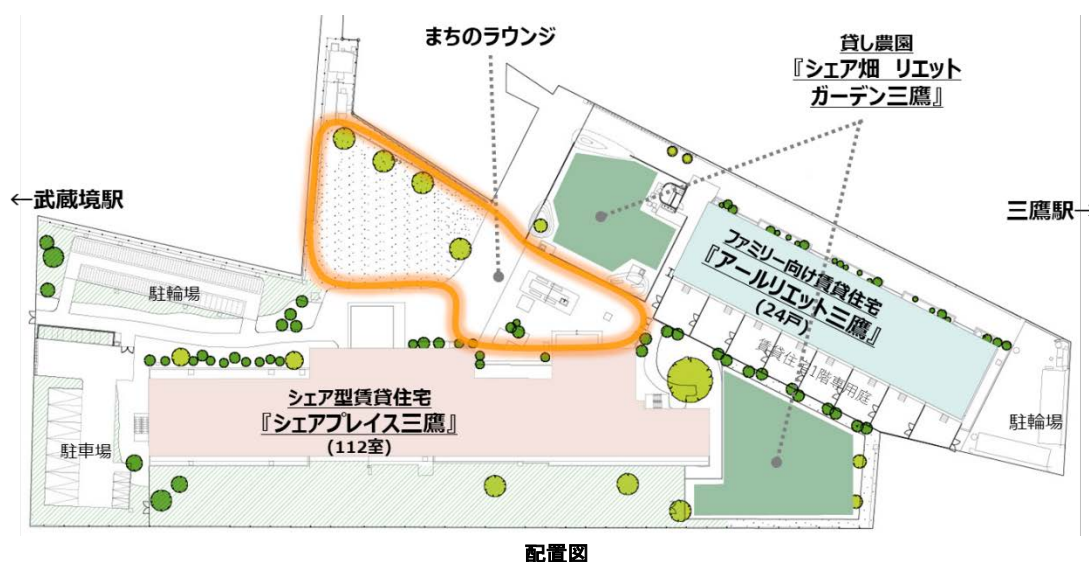 まちのラウンジ
貸し農園
『シェア畑 リエット
ガーデン三鷹』
←武蔵境駅
三鷹駅→
駐輪場
ファミリー向け賃貸住宅
『アールリエット三鷹』
(24戸)
賃貸住宅1階専用庭
シェア型賃貸住宅
『シェアプレイス三鷹』
(112室)
駐車場
駐輪場
配置図